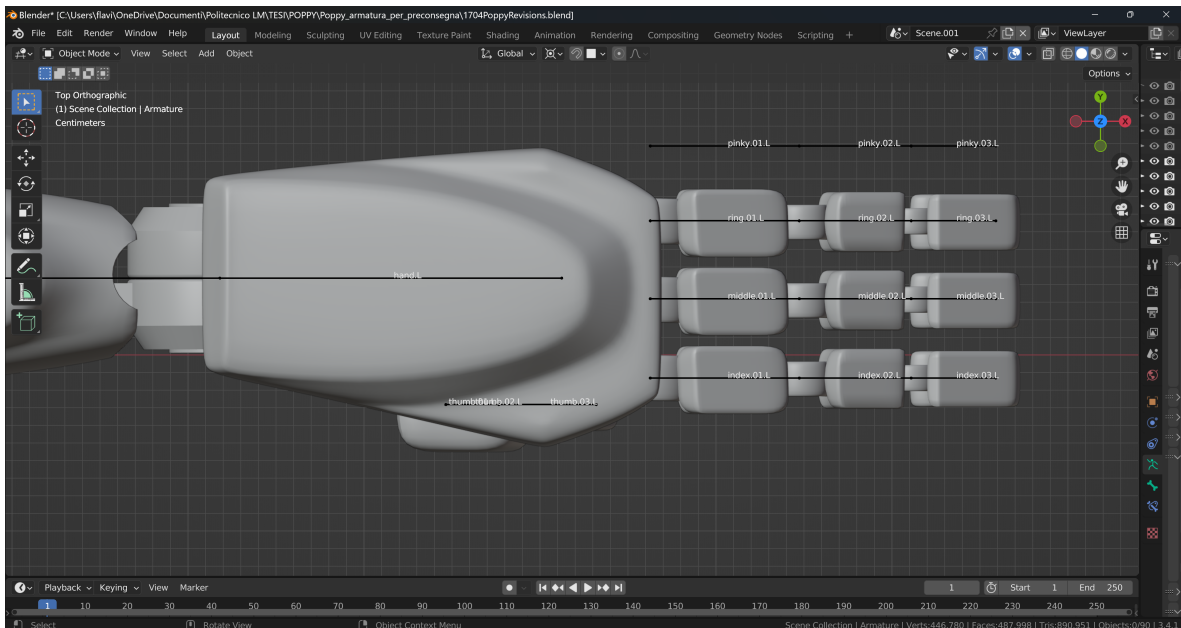 Blender* [C:\Users\flavi\OneDrive\Documenti\Politecnico LM\TESI\POPPY\Poppy_armatura_per_preconsegna\1704PoppyRevisions.blend]
File Edit Render Window Help Layout Modeling Sculpting UV Editing Texture Paint Shading Animation Rendering Compositing Geometry Nodes Scripting + Scene.001 ViewLayer
Object Mode View Select Add Object Global
Options
Top Orthographic
(1) Scene Collection | Armature
Centimeters
Y
Z X
pinky.01.L pinky.02.L pinky.03.L
ring.01.L ring.02.L ring.03.L
hand.L
middle.01.L middle.02.L middle.03.L
index.01.L index.02.L index.03.L
thumb.02.L thumb.03.L
Playback Keying View Marker 1 Start 1 End 250
1 10 20 30 40 50 60 70 80 90 100 110 120 130 140 150 160 170 180 190 200 210 220 230 240 250
Select Rotate View Object Context Menu Scene Collection | Armature | Verts:446,780 | Faces:487,998 | Tris:890,951 | Objects:0/90 | 3.4.1